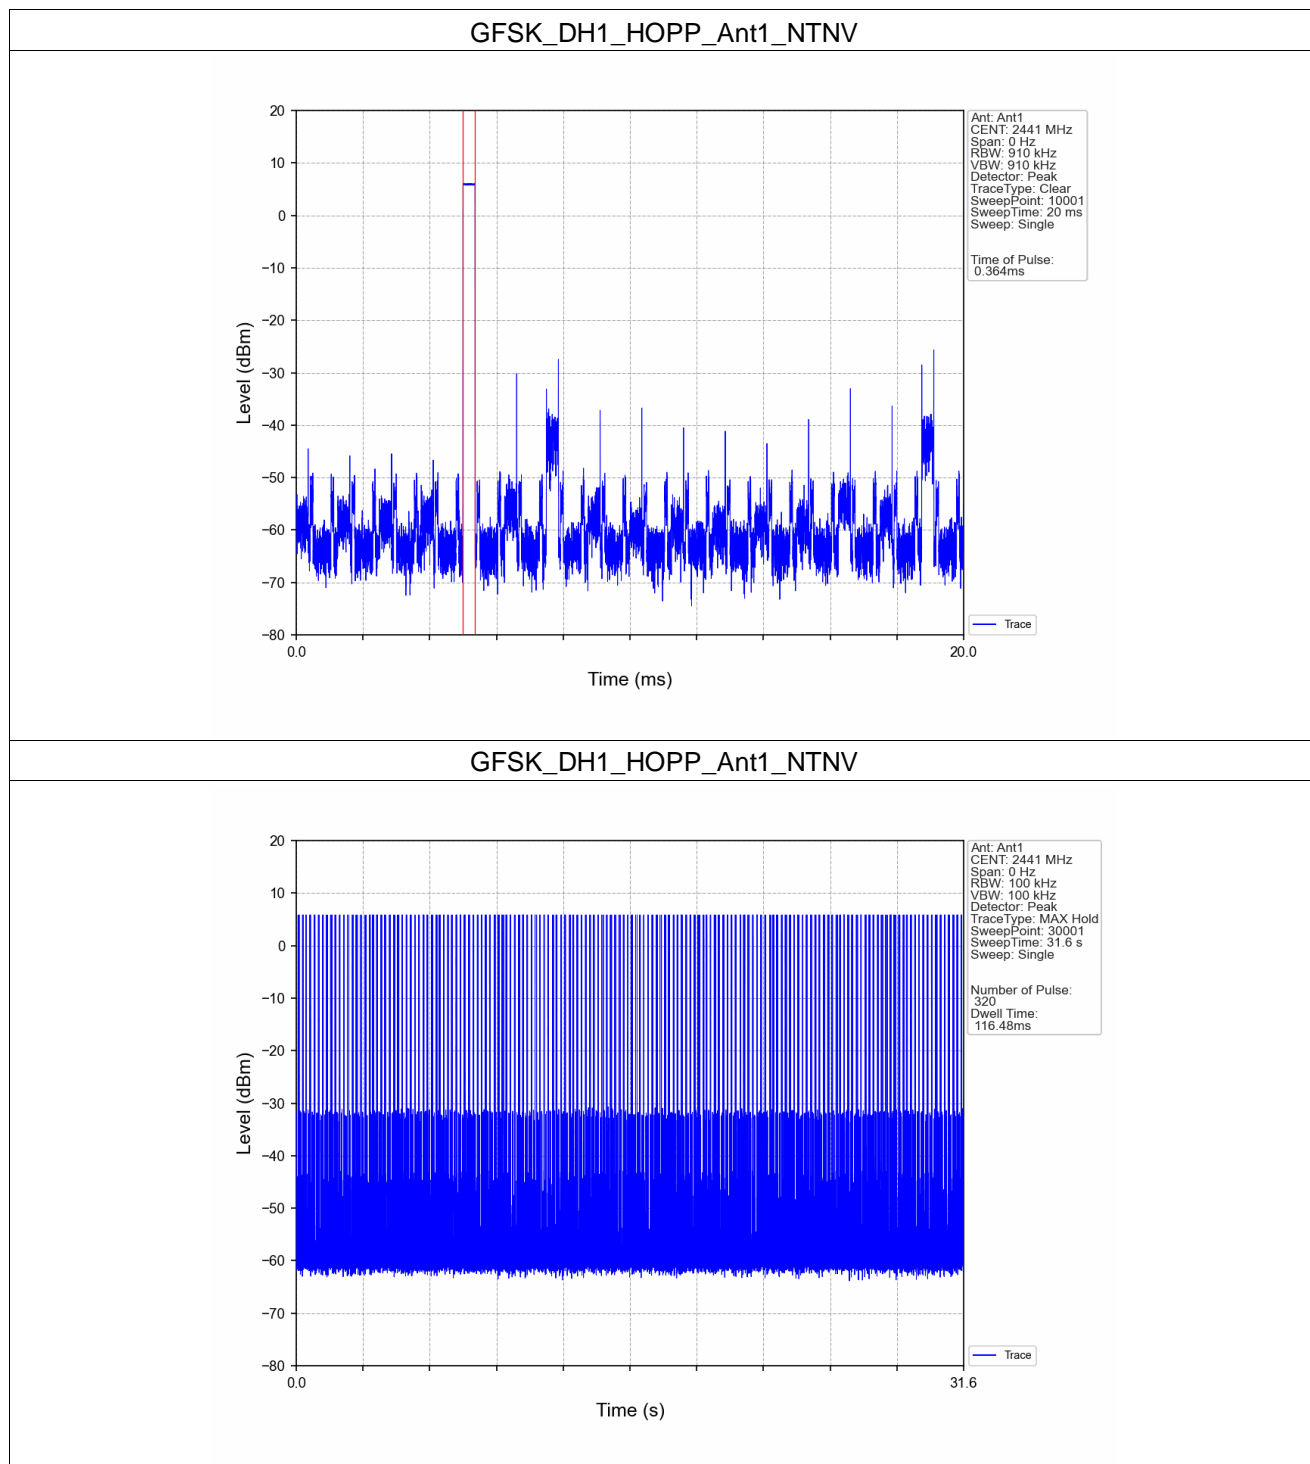 GFSK_DH1_HOPP_Ant1_NTNV
20
10
0
−10
−20
−30
−40
−50
−60
−70
−80
Level (dBm)
0.0
20.0
Time (ms)
Ant: Ant1
CENT: 2441 MHz
Span: 0 Hz
RBW: 910 kHz
VBW: 910 kHz
Detector: Peak
TraceType: Clear
SweepPoint: 10001
SweepTime: 20 ms
Sweep: Single
Time of Pulse:
0.364ms
Trace
GFSK_DH1_HOPP_Ant1_NTNV
20
10
0
−10
−20
−30
−40
−50
−60
−70
−80
Level (dBm)
0.0
31.6
Time (s)
Ant: Ant1
CENT: 2441 MHz
Span: 0 Hz
RBW: 100 kHz
VBW: 100 kHz
Detector: Peak
TraceType: MAX Hold
SweepPoint: 30001
SweepTime: 31.6 s
Sweep: Single
Number of Pulse:
320
Dwell Time:
116.48ms
Trace